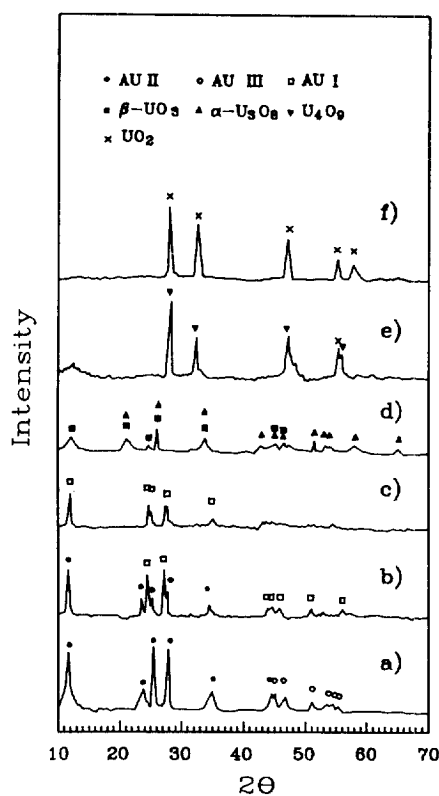 • AU II ○ AU III □ AU I
▪ β-UO3 ▲ α-U3O8 ▼ U4O9
× UO2
f)
e)
d)
c)
b)
a)
Intensity
10 20 30 40 50 60 70
2Θ